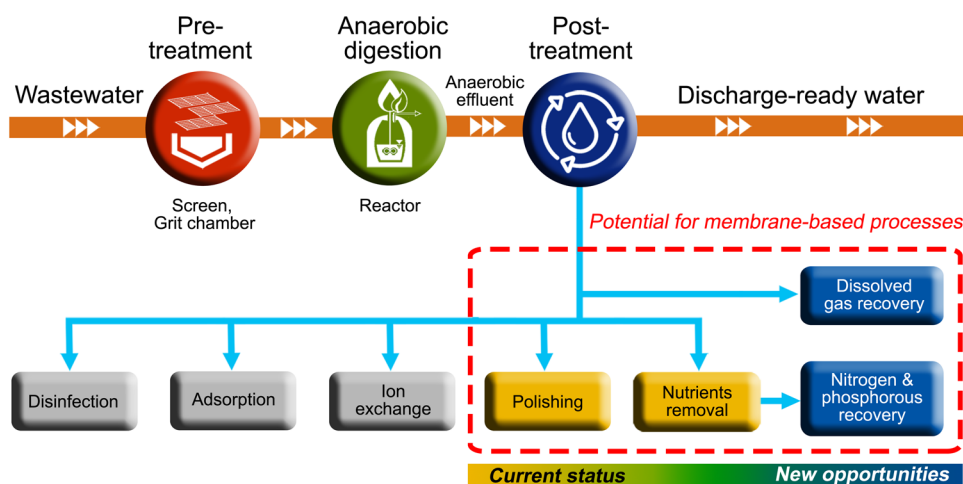 Pre-
treatment
Anaerobic
digestion
Post-
treatment
Wastewater
Anaerobic
effluent
Discharge-ready water
Screen,
Grit chamber
Reactor
Potential for membrane-based processes
Dissolved
gas recovery
Disinfection
Adsorption
Ion
exchange
Polishing
Nutrients
removal
Nitrogen &
phosphorous
recovery
Current status
New opportunities